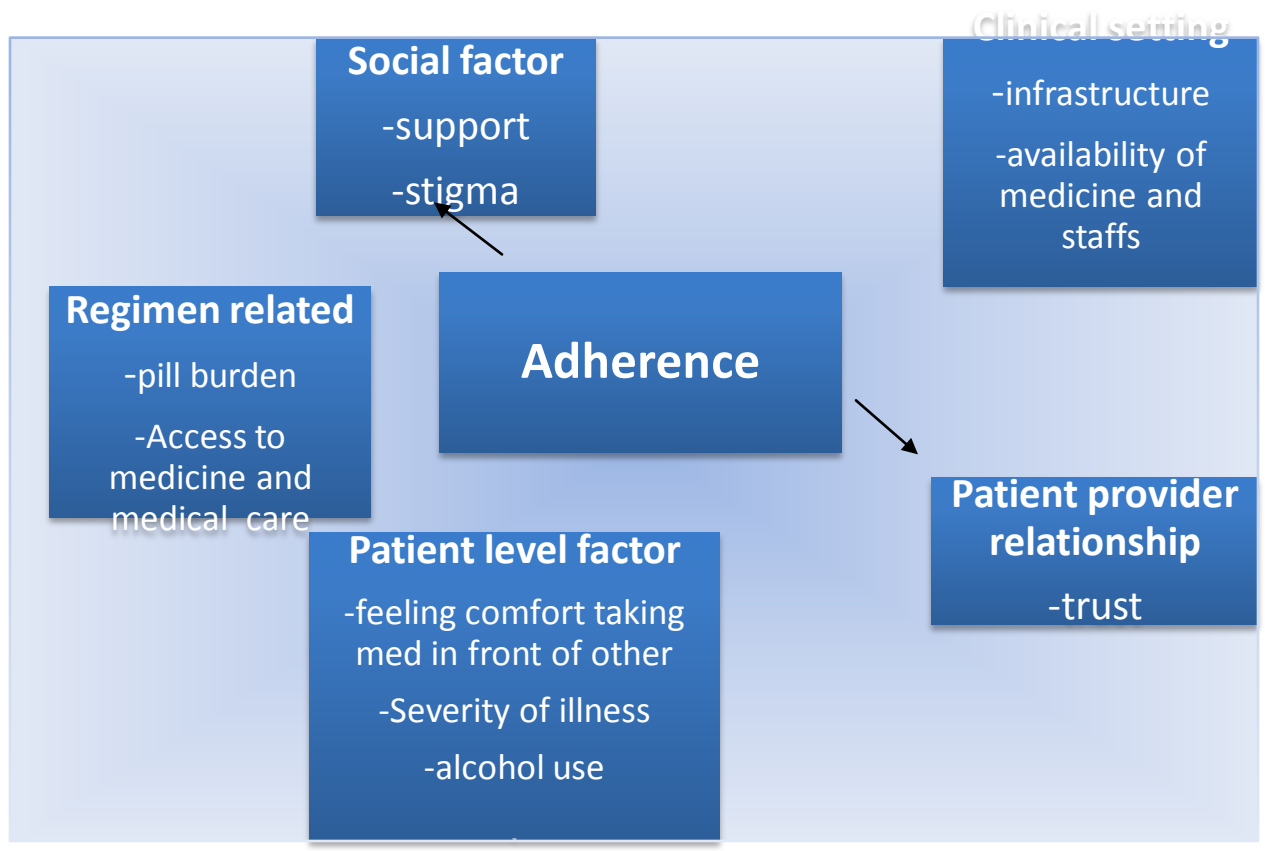 Clinical setting
-infrastructure
-availability of
medicine and
staffs
Social factor
-support
-stigma
Regimen related
-pill burden
-Access to
medicine and
medical care
Adherence
Patient provider
relationship
-trust
Patient level factor
-feeling comfort taking
med in front of other
-Severity of illness
-alcohol use